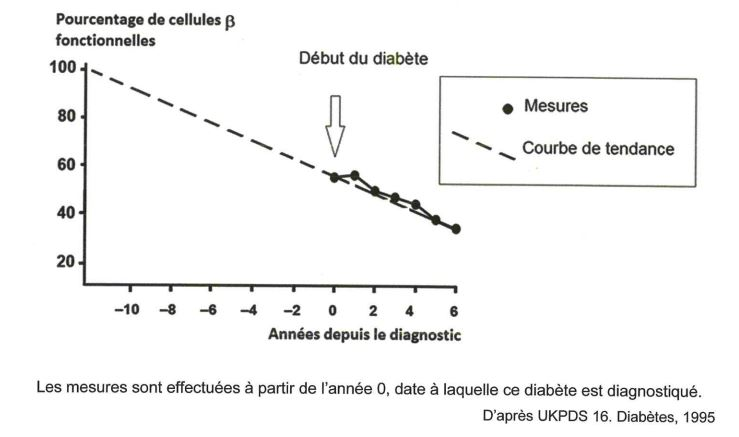 Pourcentage de cellules β
fonctionnelles
Début du diabète
100
80
60
40
20
Mesures
Courbe de tendance
–10 –8 –6 –4 –2 0 2 4 6
Années depuis le diagnostic
Les mesures sont effectuées à partir de l'année 0, date à laquelle ce diabète est diagnostiqué.
D'après UKPDS 16. Diabètes, 1995